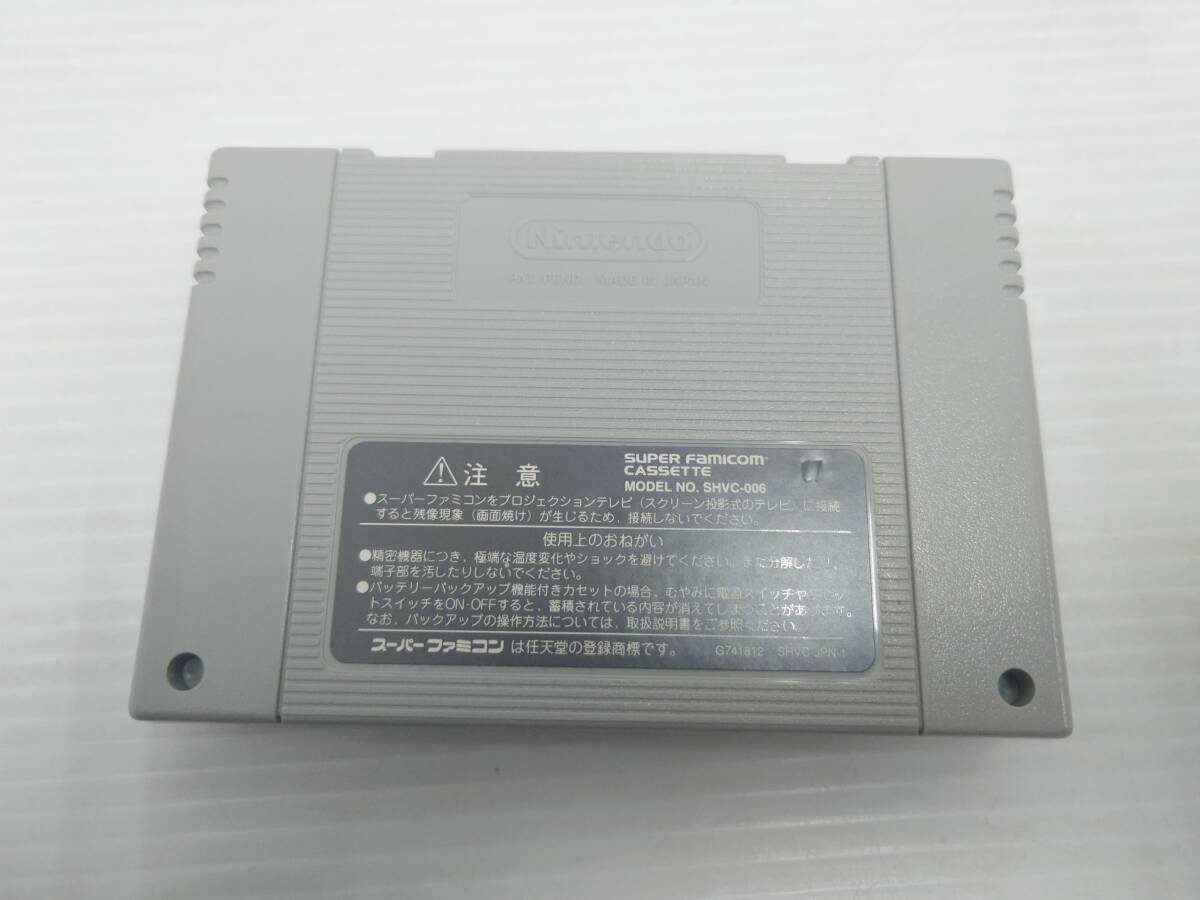 Nintendo
PAT. PEND. MADE IN JAPAN
注意
SUPER FAMICOM
CASSETTE
MODEL NO. SHVC-006
●スーパーファミコンをプロジェクションテレビ（スクリーン投影式のテレビ）に接続
すると残像現象（画面焼け）が生じるため、接続しないでください。
使用上のおねがい
●精密機器につき、極端な温度変化やショックを避けてください。また分解したり、
端子部を汚したりしないでください。
●バッテリーバックアップ機能付きカセットの場合、むやみに電源スイッチやリセッ
トスイッチをON・OFFすると、蓄積されている内容が消えてしまうことがあります。
なお、バックアップの操作方法については、取扱説明書をご参照ください。
スーパーファミコンは任天堂の登録商標です。
G741812 SHVC-JPN-1